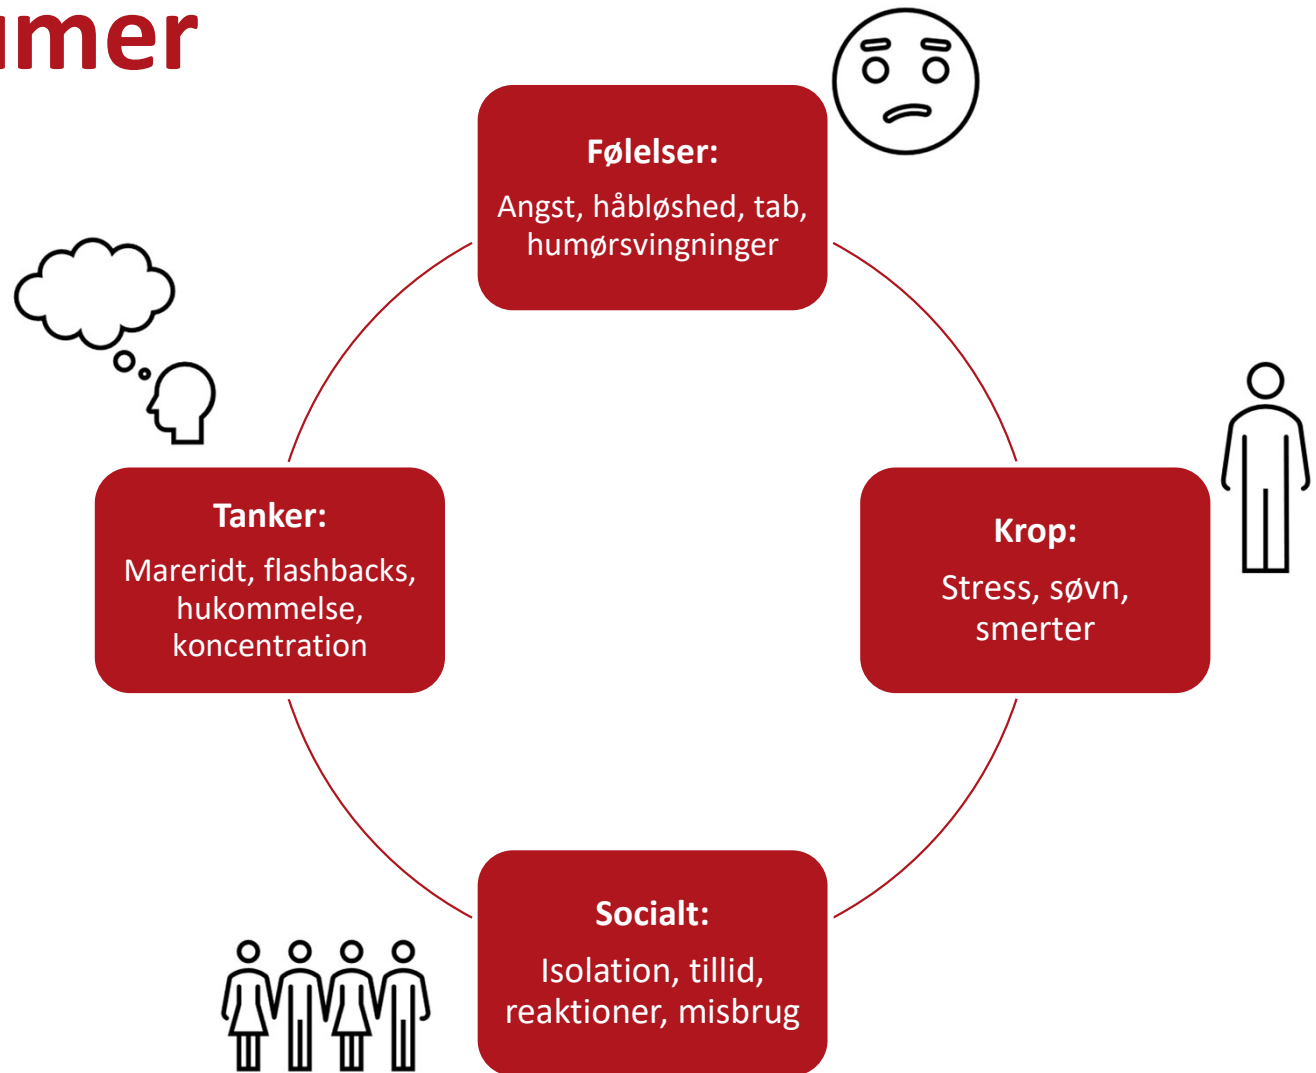 umer
Følelser:
Angst, håbløshed, tab,
humørsvingninger
Tanker:
Mareridt, flashbacks,
hukommelse,
koncentration
Krop:
Stress, søvn,
smerter
Socialt:
Isolation, tillid,
reaktioner, misbrug